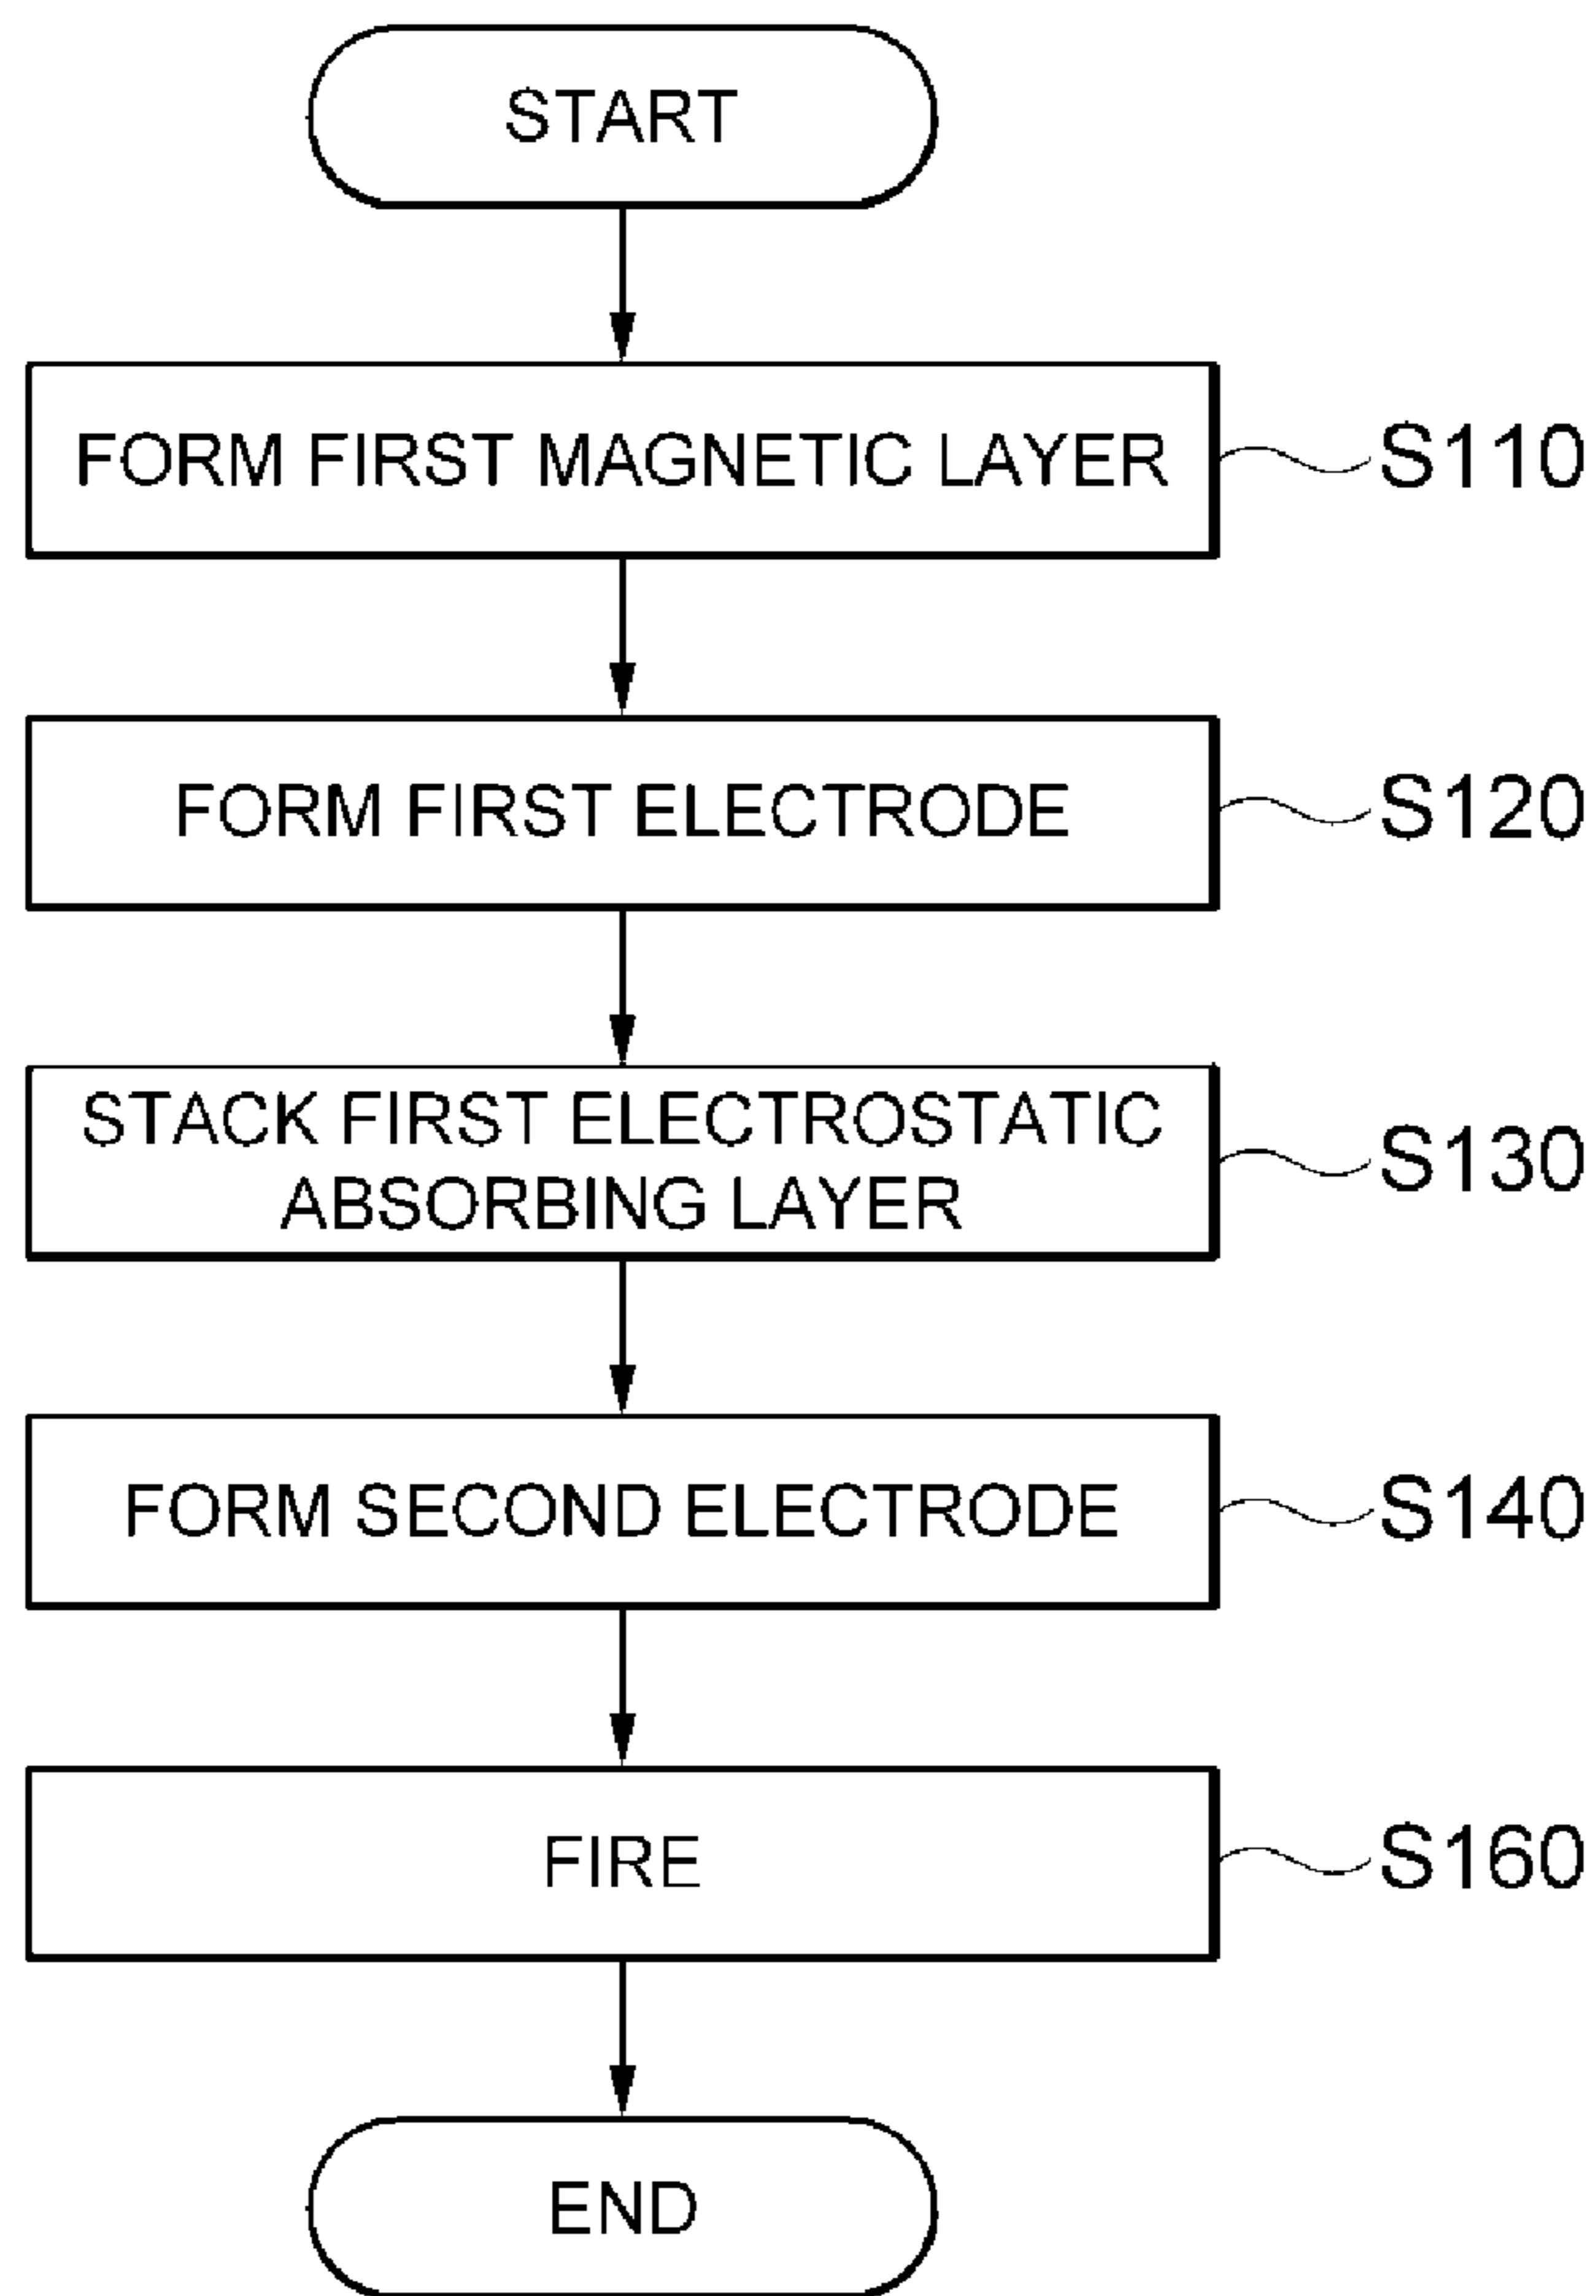 START
FORM FIRST MAGNETIC LAYER S110
FORM FIRST ELECTRODE S120
STACK FIRST ELECTROSTATIC
ABSORBING LAYER S130
FORM SECOND ELECTRODE S140
FIRE S160
END